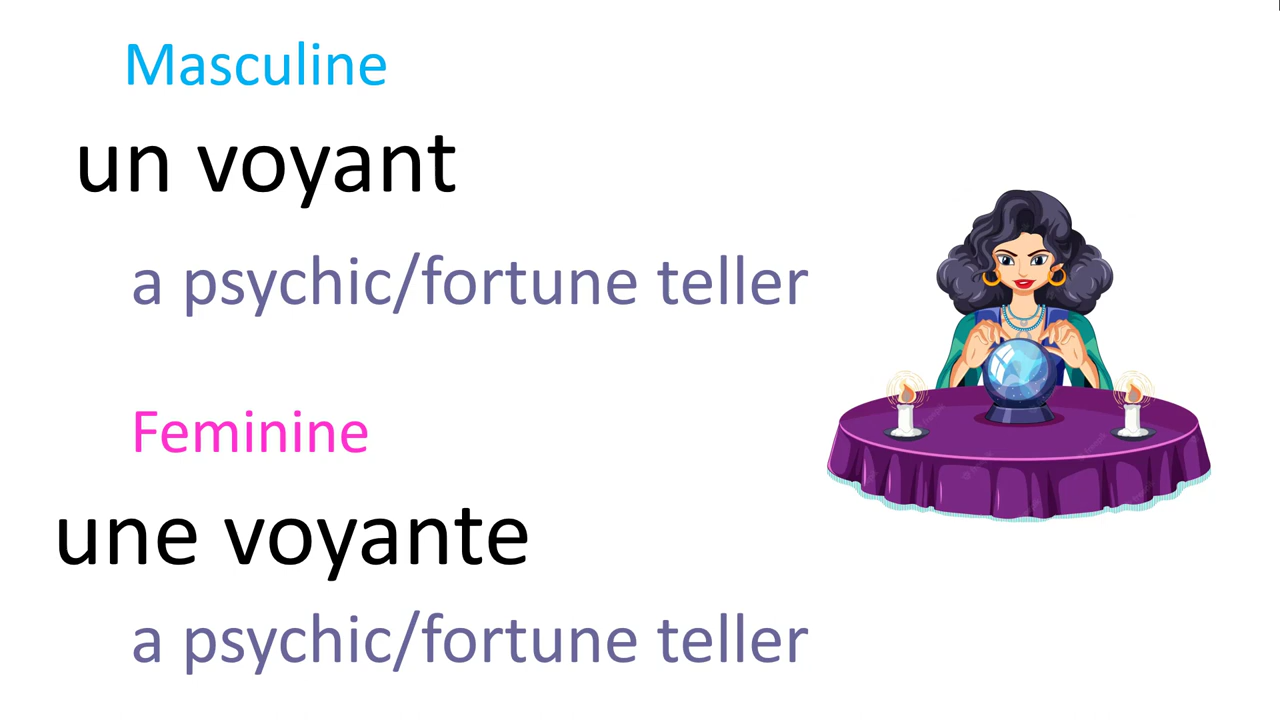 Masculine
un voyant
a psychic/fortune teller
Feminine
une voyante
a psychic/fortune teller